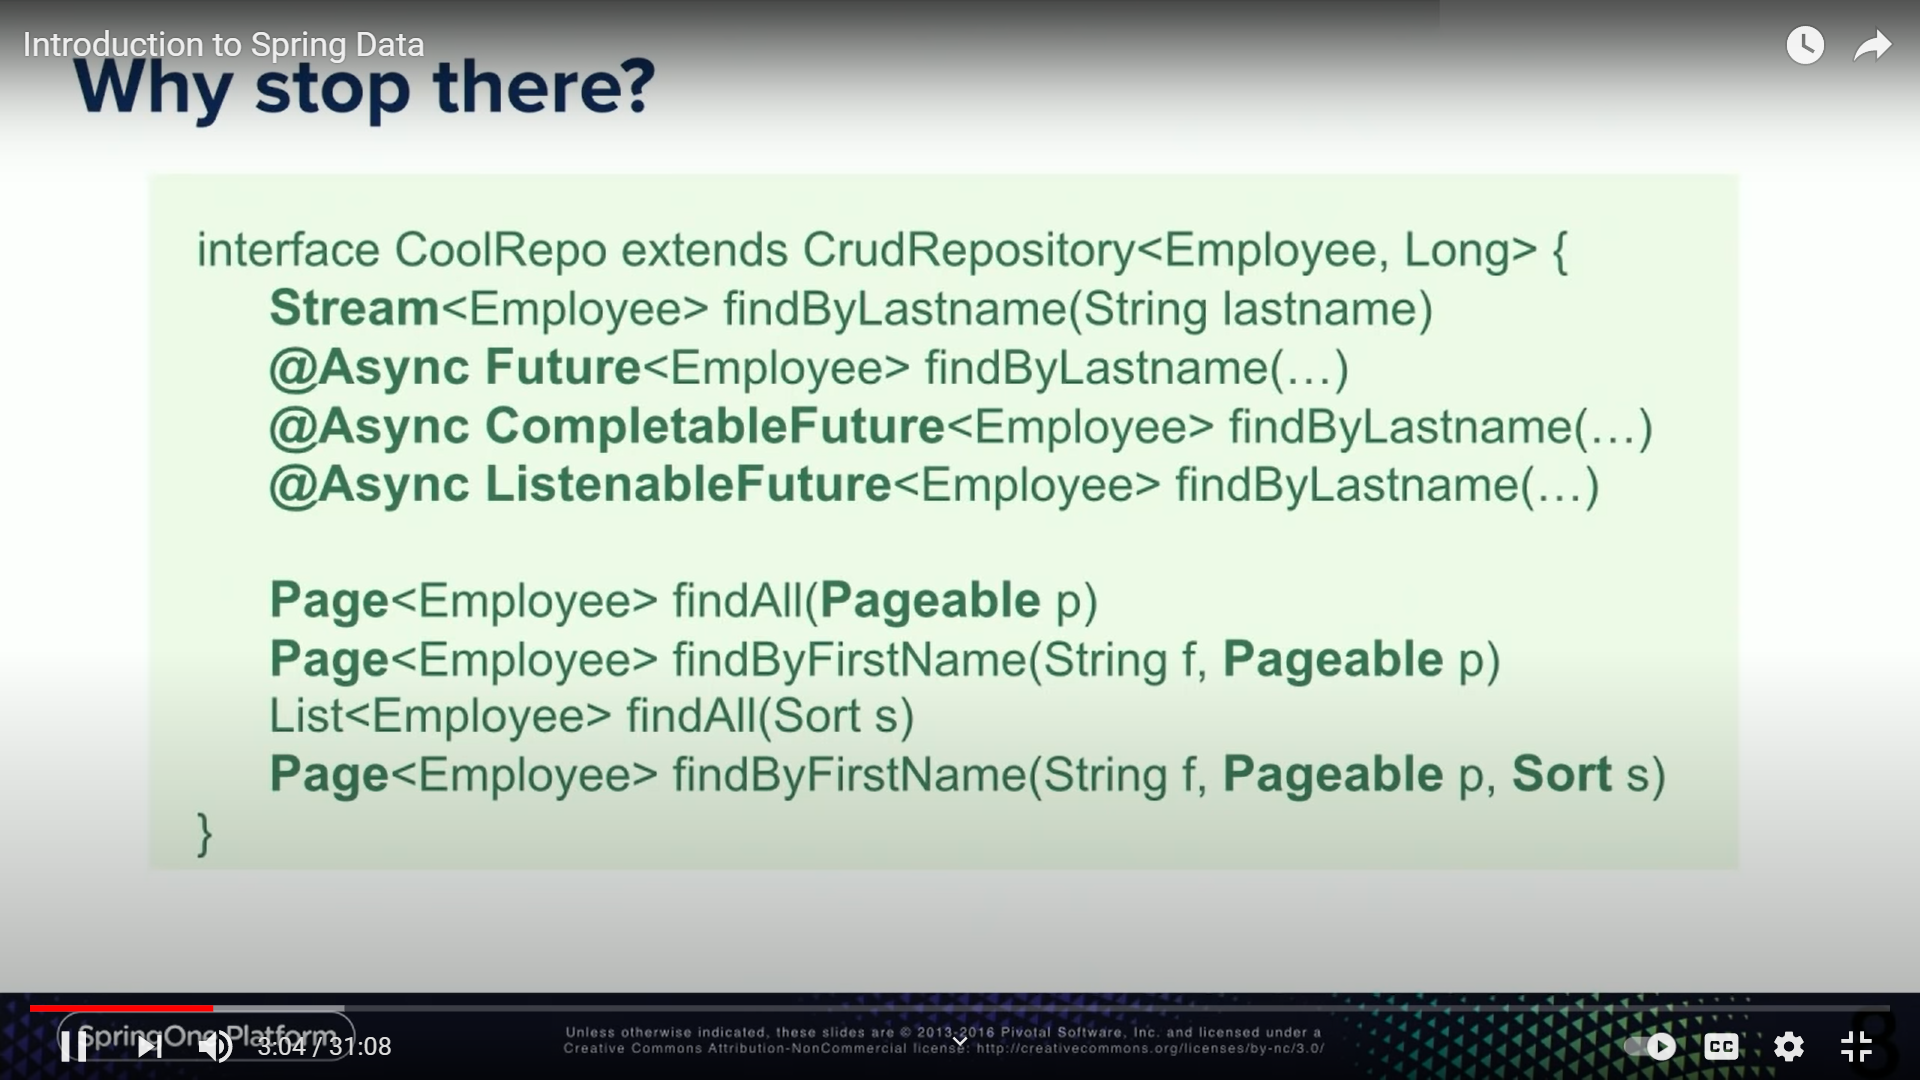 Introduction to Spring Data
Why stop there?
interface CoolRepo extends CrudRepository<Employee, Long> {
Stream<Employee> findByLastname(String lastname)
@Async Future<Employee> findByLastname(…)
@Async CompletableFuture<Employee> findByLastname(…)
@Async ListenableFuture<Employee> findByLastname(…)
Page<Employee> findAll(Pageable p)
Page<Employee> findByFirstName(String f, Pageable p)
List<Employee> findAll(Sort s)
Page<Employee> findByFirstName(String f, Pageable p, Sort s)
}
SpringOne Platform
3:04 / 31:08
Unless otherwise indicated, these slides are © 2013-2016 Pivotal Software, Inc. and licensed under a
Creative Commons Attribution-NonCommercial license: http://creativecommons.org/licenses/by-nc/3.0/
CC
8